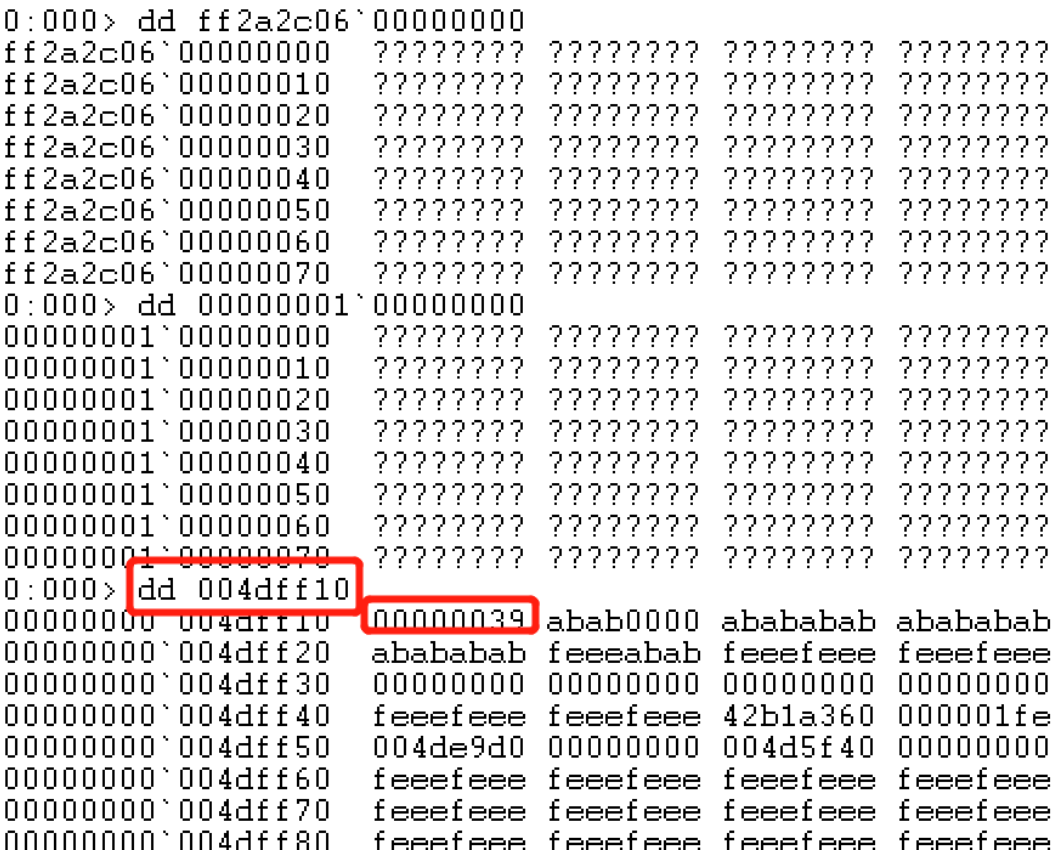 0:000> dd ff2a2c06`00000000
ff2a2c06`00000000  ???????? ???????? ???????? ????????
ff2a2c06`00000010  ???????? ???????? ???????? ????????
ff2a2c06`00000020  ???????? ???????? ???????? ????????
ff2a2c06`00000030  ???????? ???????? ???????? ????????
ff2a2c06`00000040  ???????? ???????? ???????? ????????
ff2a2c06`00000050  ???????? ???????? ???????? ????????
ff2a2c06`00000060  ???????? ???????? ???????? ????????
ff2a2c06`00000070  ???????? ???????? ???????? ????????
0:000> dd 00000001`00000000
00000001`00000000  ???????? ???????? ???????? ????????
00000001`00000010  ???????? ???????? ???????? ????????
00000001`00000020  ???????? ???????? ???????? ????????
00000001`00000030  ???????? ???????? ???????? ????????
00000001`00000040  ???????? ???????? ???????? ????????
00000001`00000050  ???????? ???????? ???????? ????????
00000001`00000060  ???????? ???????? ???????? ????????
00000001`00000070  ???????? ???????? ???????? ????????
0:000> dd 004dff10
00000000`004dff10  00000039 abab0000 abababab abababab
00000000`004dff20  abababab feeeabab feeefeee feeefeee
00000000`004dff30  00000000 00000000 00000000 00000000
00000000`004dff40  feeefeee feeefeee 42b1a360 000001fe
00000000`004dff50  004de9d0 00000000 004d5f40 00000000
00000000`004dff60  feeefeee feeefeee feeefeee feeefeee
00000000`004dff70  feeefeee feeefeee feeefeee feeefeee
00000000`004dff80  feeefeee feeefeee feeefeee feeefeee